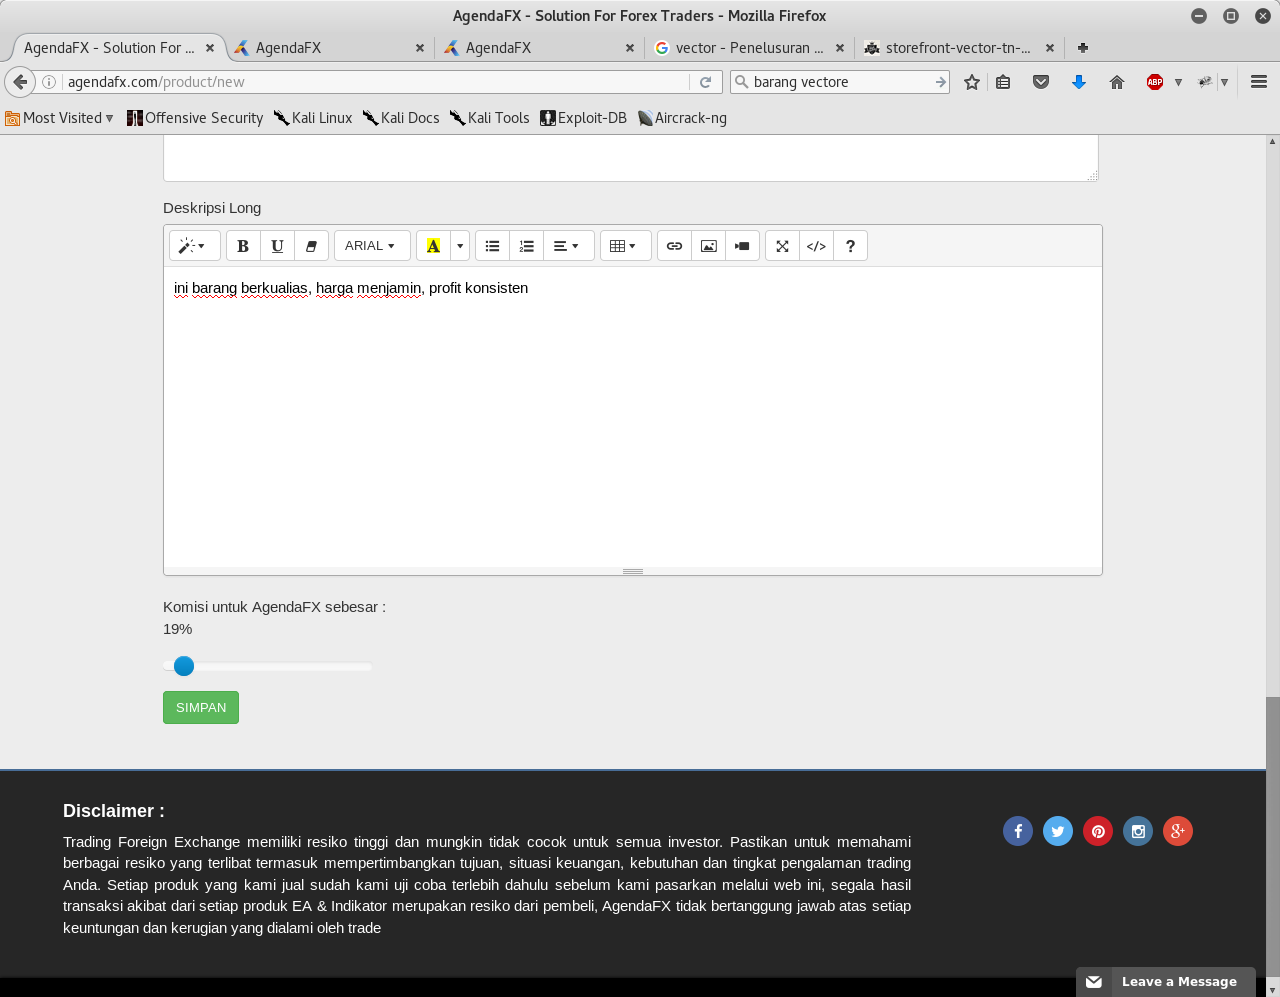 AgendaFX - Solution For Forex Traders - Mozilla Firefox
AgendaFX - Solution For ...
AgendaFX
AgendaFX
vector - Penelusuran ...
storefront-vector-tn-...
agendafx.com/product/new
barang vectore
ABP
Most Visited
Offensive Security
Kali Linux
Kali Docs
Kali Tools
Exploit-DB
Aircrack-ng
Deskripsi Long
B
U
ARIAL
A
</>
?
ini barang berkualias, harga menjamin, profit konsisten
Komisi untuk AgendaFX sebesar :
19%
SIMPAN
Disclaimer :
Trading Foreign Exchange memiliki resiko tinggi dan mungkin tidak cocok untuk semua investor. Pastikan untuk memahami
berbagai resiko yang terlibat termasuk mempertimbangkan tujuan, situasi keuangan, kebutuhan dan tingkat pengalaman trading
Anda. Setiap produk yang kami jual sudah kami uji coba terlebih dahulu sebelum kami pasarkan melalui web ini, segala hasil
transaksi akibat dari setiap produk EA & Indikator merupakan resiko dari pembeli, AgendaFX tidak bertanggung jawab atas setiap
keuntungan dan kerugian yang dialami oleh trade
Leave a Message